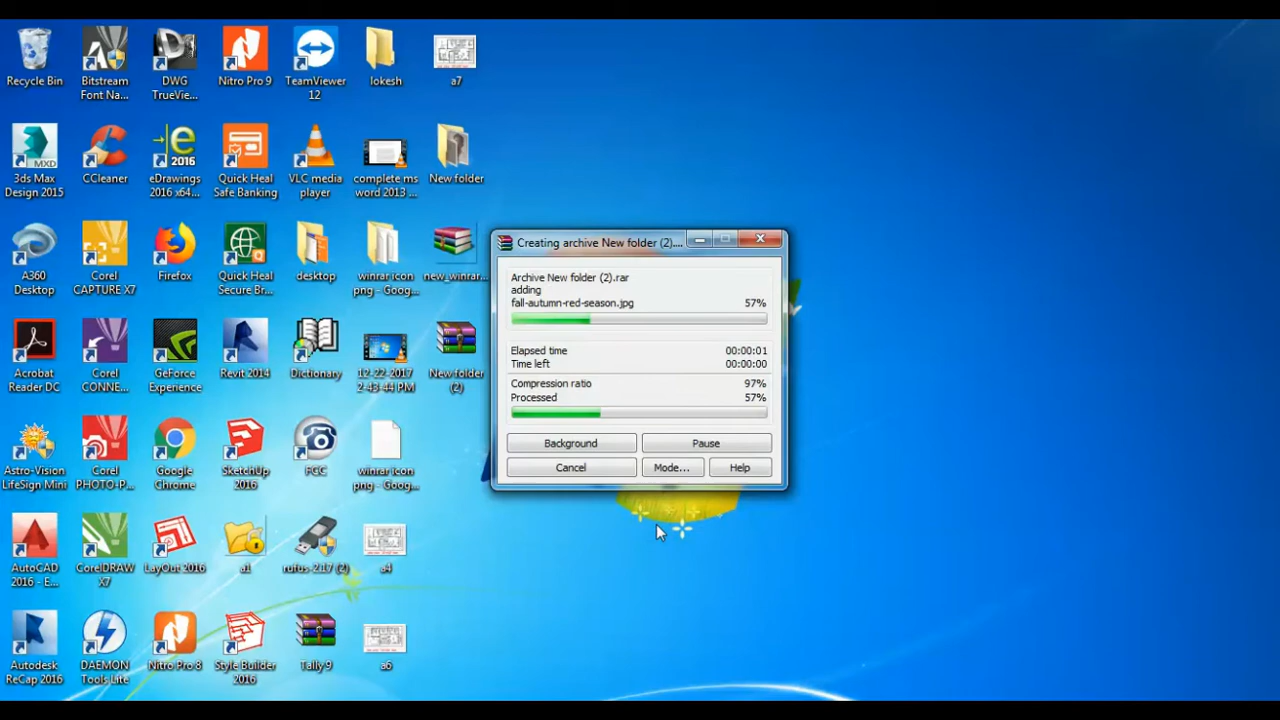 Recycle Bin
Bitstream
Font Na...
DWG
TrueVie...
Nitro Pro 9
TeamViewer
12
lokesh
a7
MXD
3ds Max
Design 2015
CCleaner
2016
eDrawings
2016 x64...
Quick Heal
Safe Banking
VLC media
player
complete ms
word 2013 ...
New folder
A360
Desktop
Corel
CAPTURE X7
Firefox
Quick Heal
Secure Br...
desktop
winrar icon
png - Goog...
new_winrar...
Acrobat
Reader DC
Corel
CONNE...
GeForce
Experience
Revit 2014
Dictionary
12-22-2017
2-43-44 PM
New folder
(2)
Astro-Vision
LifeSign Mini
Corel
PHOTO-P...
Google
Chrome
SketchUp
2016
FGC
winrar icon
png - Goog...
AutoCAD
2016 - E...
CorelDRAW
X7
LayOut 2016
a1
rufus-2.17 (2)
a4
Autodesk
ReCap 2016
DAEMON
Tools Lite
Nitro Pro 8
Style Builder
2016
Tally 9
a6
Creating archive New folder (2)....
Archive New folder (2).rar
adding
fall-autumn-red-season.jpg 57%
Elapsed time 00:00:01
Time left 00:00:00
Compression ratio 97%
Processed 57%
Background Pause
Cancel Mode... Help